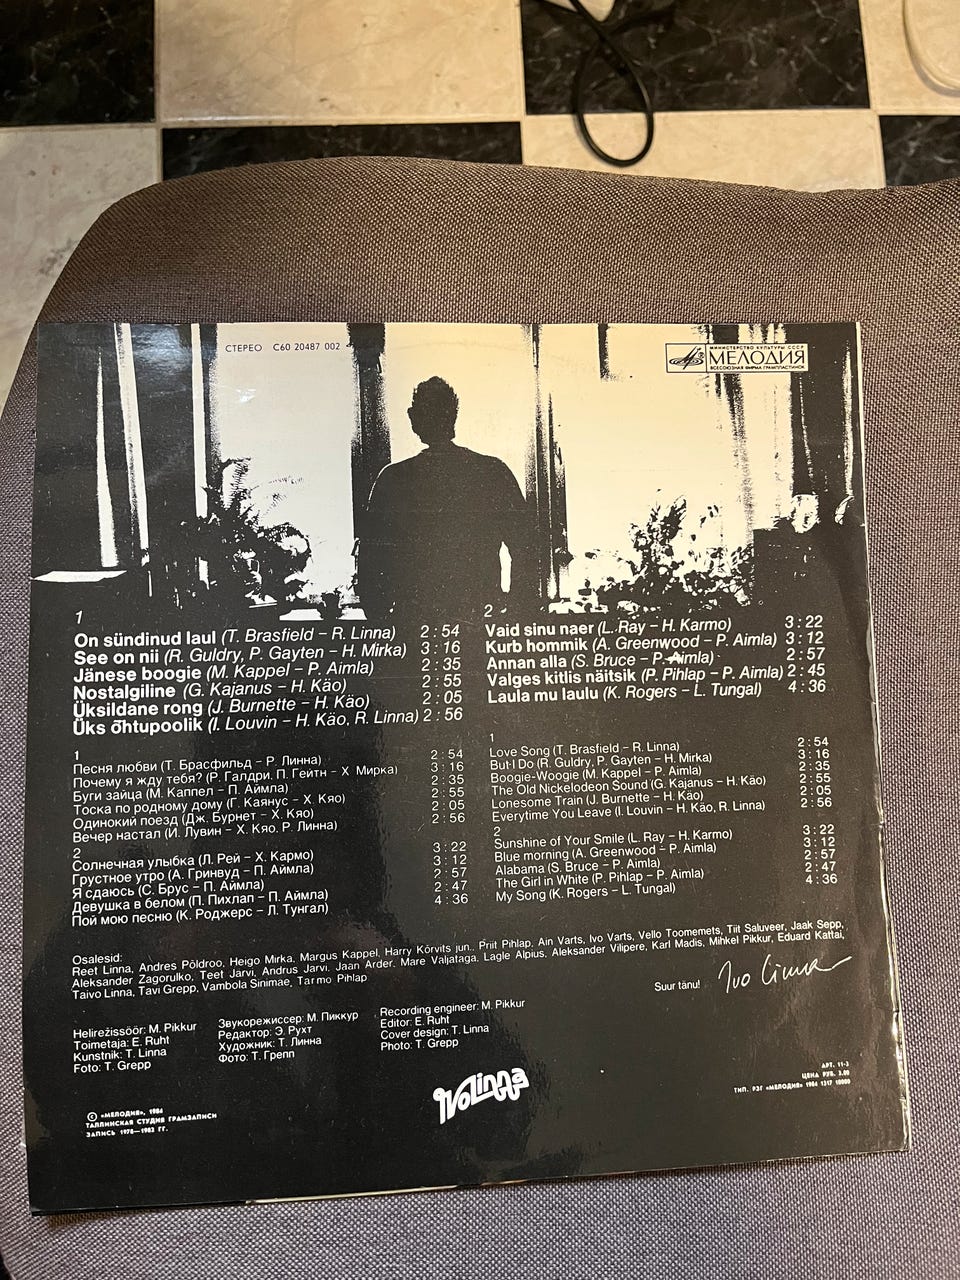 СТЕРЕО С60 20487 002
МИНИСТЕРСТВО КУЛЬТУРЫ СССР
МЕЛОДИЯ
ВСЕСОЮЗНАЯ ФИРМА ГРАМПЛАСТИНОК
1
On sündinud laul (T. Brasfield – R. Linna) 2:54
See on nii (R. Guldry, P. Gayten – H. Mirka) 3:16
Jänese boogie (M. Kappel – P. Aimla) 2:35
Nostalgiline (G. Kajanus – H. Käo) 2:55
Üksildane rong (J. Burnette – H. Käo) 2:05
Üks õhtupoolik (I. Louvin – H. Käo, R. Linna) 2:56
2
Vaid sinu naer (L. Ray – H. Karmo) 3:22
Kurb hommik (A. Greenwood – P. Aimla) 3:12
Annan alla (S. Bruce – P. Aimla) 2:57
Valges kitlis näitsik (P. Pihlap – P. Aimla) 2:45
Laula mu laulu (K. Rogers – L. Tungal) 4:36
1
Песня любви (Т. Брасфильд – Р. Линна) 2:54
Почему я жду тебя? (Р. Галдри, П. Гейтн – Х Мирка) 3:16
Буги зайца (М. Каппел – П. Аймла) 2:35
Тоска по родному дому (Г. Каянус – Х. Кяо) 2:55
Одинокий поезд (Дж. Бурнет – Х. Кяо) 2:05
Вечер настал (И. Лувин – Х. Кяо, Р. Линна) 2:56
2
Солнечная улыбка (Л. Рей – Х. Кармо) 3:22
Грустное утро (А. Гринвуд – П. Аймла) 3:12
Я сдаюсь (С. Брус – П. Аймла) 2:57
Девушка в белом (П. Пихлап – П. Аймла) 2:47
Пой мою песню (К. Роджерс – Л. Тунгал) 4:36
1
Love Song (T. Brasfield – R. Linna) 2:54
But I Do (R. Guldry, P. Gayten – H. Mirka) 3:16
Boogie-Woogie (M. Kappel – P. Aimla) 2:35
The Old Nickelodeon Sound (G. Kajanus – H. Käo) 2:55
Lonesome Train (J. Burnette – H. Käo) 2:05
Everytime You Leave (I. Louvin – H. Käo, R. Linna) 2:56
2
Sunshine of Your Smile (L. Ray – H. Karmo) 3:22
Blue morning (A. Greenwood – P. Aimla) 3:12
Alabama (S. Bruce – P. Aimla) 2:57
The Girl in White (P. Pihlap – P. Aimla) 2:47
My Song (K. Rogers – L. Tungal) 4:36
Osalesid:
Reet Linna, Andres Põldroo, Heigo Mirka, Margus Kappel, Harry Kõrvits jun., Priit Pihlap, Ain Varts, Ivo Varts, Vello Toomemets, Tiit Saluveer, Jaak Sepp,
Aleksander Zagorulko, Teet Järvi, Andrus Järvi, Jaan Arder, Mare Väljataga, Lagle Alpius, Aleksander Vilipere, Karl Madis, Mihkel Pikkur, Eduard Kattai,
Taivo Linna, Tavi Grepp, Vambola Sinimäe, Tarmo Pihlap
Suur tänu! Ivo Linna
Helirežissöör: M. Pikkur
Toimetaja: E. Ruht
Kunstnik: T. Linna
Foto: T. Grepp
Звукорежиссер: М. Пиккур
Редактор: Э. Рухт
Художник: Т. Линна
Фото: Т. Грепп
Recording engineer: M. Pikkur
Editor: E. Ruht
Cover design: T. Linna
Photo: T. Grepp
IVO LINNA
АРТ. 11-3
ЦЕНА РУБ. 3.00
ТИП. РЗГ «МЕЛОДИЯ» 1984 1317 10000
© «МЕЛОДИЯ», 1984
ТАЛЛИНСКАЯ СТУДИЯ ГРАМЗАПИСИ
ЗАПИСЬ 1978—1983 ГГ.